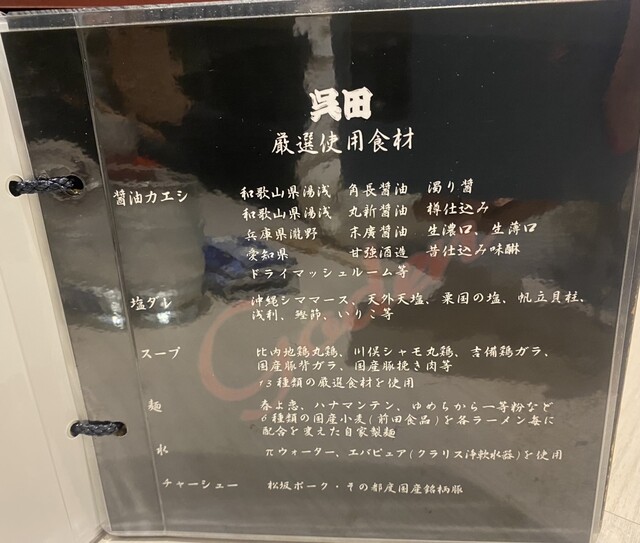 呉田
厳選使用食材
醤油カエシ 和歌山県湯浅 角長醤油 濁り醤
和歌山県湯浅 丸新醤油 樽仕込み
兵庫県瀧野 末廣醤油 生濃口、生薄口
愛知県 甘強酒造 昔仕込み味醂
ドライマッシュルーム等
塩ダレ 沖縄シママース、天外天塩、粟国の塩、帆立貝柱、
浅利、鰹節、いりこ等
スープ 比内地鶏丸鶏、川俣シャモ丸鶏、吉備鶏ガラ、
国産豚背ガラ、国産豚挽き肉等
13種類の厳選食材を使用
麺 春よ恋、ハナマンテン、ゆめちから一等粉など
6種類の国産小麦(前田食品)を各ラーメン毎に
配合を変えた自家製麺
水 πウォーター、エバピュア(クラリス浄軟水器)を使用
チャーシュー 松坂ポーク・その都度国産銘柄豚